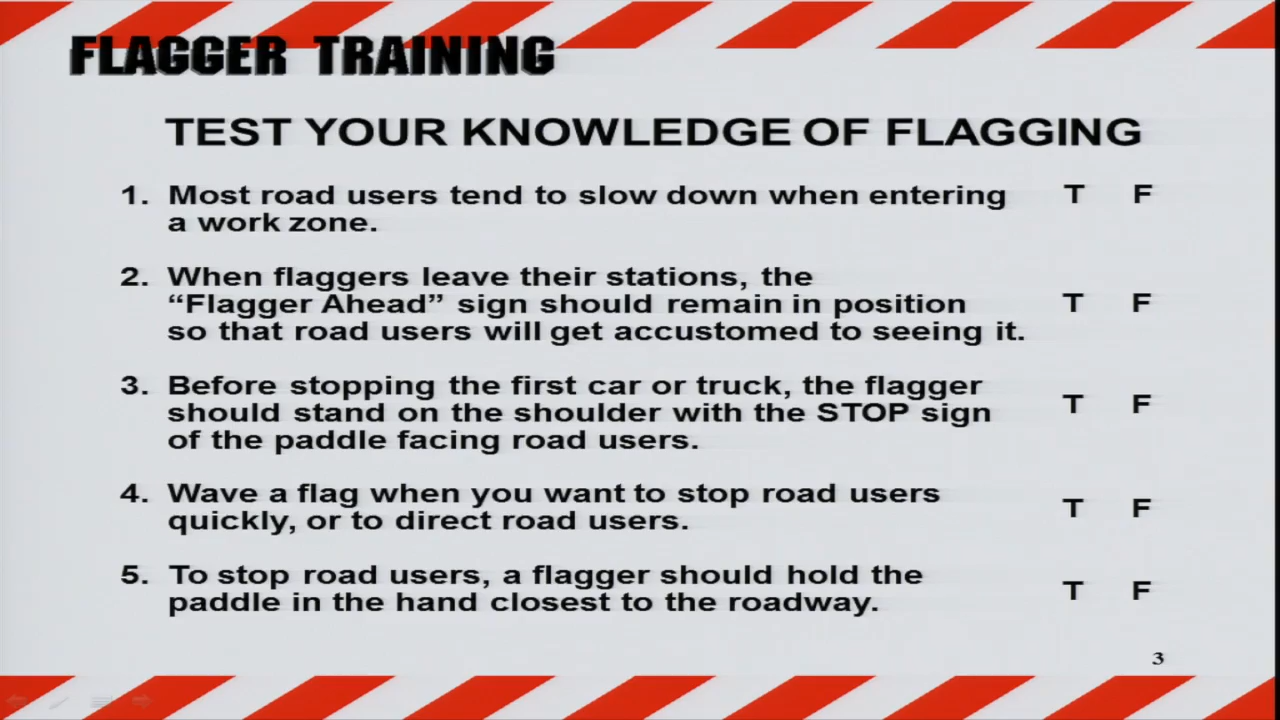 FLAGGER TRAINING
TEST YOUR KNOWLEDGE OF FLAGGING
1. Most road users tend to slow down when entering T F
a work zone.
2. When flaggers leave their stations, the
“Flagger Ahead” sign should remain in position T F
so that road users will get accustomed to seeing it.
3. Before stopping the first car or truck, the flagger
should stand on the shoulder with the STOP sign T F
of the paddle facing road users.
4. Wave a flag when you want to stop road users
quickly, or to direct road users. T F
5. To stop road users, a flagger should hold the
paddle in the hand closest to the roadway. T F
3